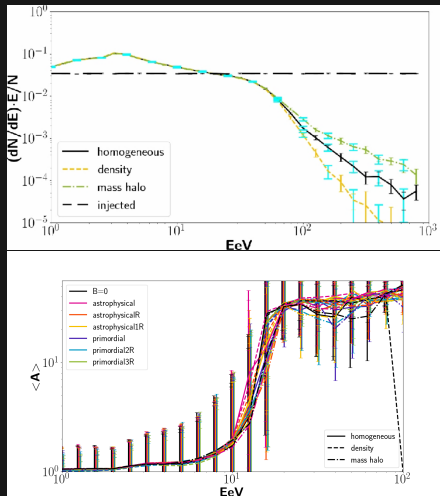 10^0
10^-1
10^-2
10^-3
10^-4
10^-5
(dN/dE)·E/N
homogeneous
density
mass halo
injected
10^0 10^1 10^2 10^3
EeV
B=0
astrophysical
astrophysicalR
astrophysical1R
primordial
primordial2R
primordial3R
10^1
10^0
<A>
homogeneous
density
mass halo
10^0 10^1 10^2
EeV